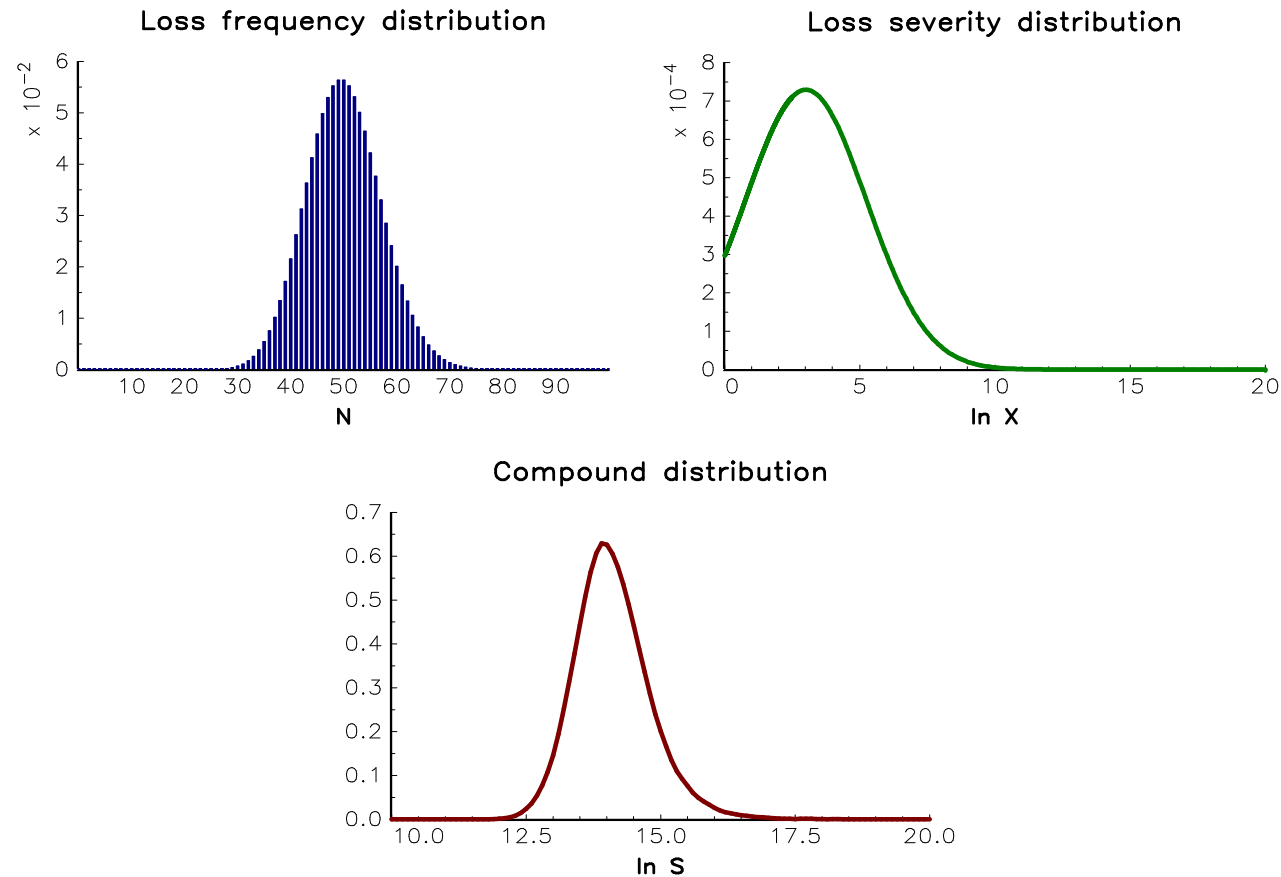 Loss frequency distribution
x 10⁻²
6
5
4
3
2
1
0
10 20 30 40 50 60 70 80 90
N
Loss severity distribution
x 10⁻⁴
8
7
6
5
4
3
2
1
0
0 5 10 15 20
ln X
Compound distribution
0.7
0.6
0.5
0.4
0.3
0.2
0.1
0.0
10.0 12.5 15.0 17.5 20.0
ln S